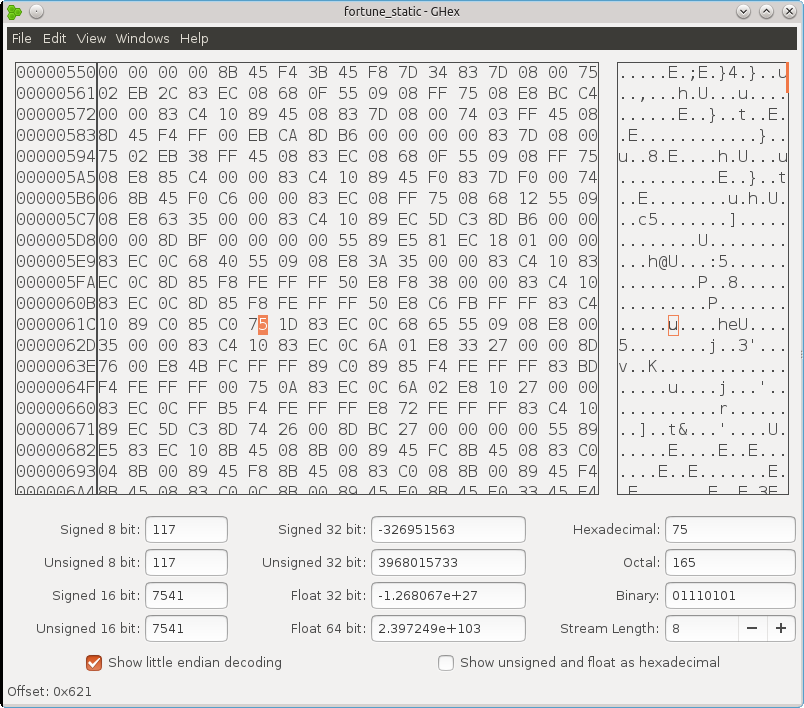 fortune_static - GHex
File Edit View Windows Help
00000550 00 00 00 00 8B 45 F4 3B 45 F8 7D 34 83 7D 08 00 75 .....E.;E.}4.}..u
00000561 02 EB 2C 83 EC 08 68 0F 55 09 08 FF 75 08 E8 BC C4 ..,...h.U...u....
00000572 00 00 83 C4 10 89 45 08 83 7D 08 00 74 03 FF 45 08 ......E..}..t..E.
00000583 8D 45 F4 FF 00 EB CA 8D B6 00 00 00 00 83 7D 08 00 .E............}..
00000594 75 02 EB 38 FF 45 08 83 EC 08 68 0F 55 09 08 FF 75 u..8.E....h.U...u
000005A5 08 E8 85 C4 00 00 83 C4 10 89 45 F0 83 7D F0 00 74 ..........E..}..t
000005B6 06 8B 45 F0 C6 00 00 83 EC 08 FF 75 08 68 12 55 09 ..E........u.h.U.
000005C7 08 E8 63 35 00 00 83 C4 10 89 EC 5D C3 8D B6 00 00 ..c5.......].....
000005D8 00 00 8D BF 00 00 00 00 55 89 E5 81 EC 18 01 00 00 ........U........
000005E9 83 EC 0C 68 40 55 09 08 E8 3A 35 00 00 83 C4 10 83 ...h@U...:5......
000005FA EC 0C 8D 85 F8 FE FF FF 50 E8 F8 38 00 00 83 C4 10 ........P..8.....
0000060B 83 EC 0C 8D 85 F8 FE FF FF 50 E8 C6 FB FF FF 83 C4 .........P.......
0000061C 10 89 C0 85 C0 75 1D 83 EC 0C 68 65 55 09 08 E8 00 .....u....heU....
0000062D 35 00 00 83 C4 10 83 EC 0C 6A 01 E8 33 27 00 00 8D 5........j..3'...
0000063E 76 00 E8 4B FC FF FF 89 C0 89 85 F4 FE FF FF 83 BD v..K.............
0000064F F4 FE FF FF 00 75 0A 83 EC 0C 6A 02 E8 10 27 00 00 .....u....j...'..
00000660 83 EC 0C FF B5 F4 FE FF FF E8 72 FE FF FF 83 C4 10 ..........r......
00000671 89 EC 5D C3 8D 74 26 00 8D BC 27 00 00 00 00 55 89 ..]..t&...'....U.
00000682 E5 83 EC 10 8B 45 08 8B 00 89 45 FC 8B 45 08 83 C0 .....E....E..E...
00000693 04 8B 00 89 45 F8 8B 45 08 83 C0 08 8B 00 89 45 F4 ....E..E.......E.
000006A4 8B 45 08 83 C0 0C 8B 00 89 45 F0 8B 45 F0 33 45 F4 .E.......E..E.3E.
Signed 8 bit: 117 Signed 32 bit: -326951563 Hexadecimal: 75
Unsigned 8 bit: 117 Unsigned 32 bit: 3968015733 Octal: 165
Signed 16 bit: 7541 Float 32 bit: -1.268067e+27 Binary: 01110101
Unsigned 16 bit: 7541 Float 64 bit: 2.397249e+103 Stream Length: 8 − +
Show little endian decoding Show unsigned and float as hexadecimal
Offset: 0x621